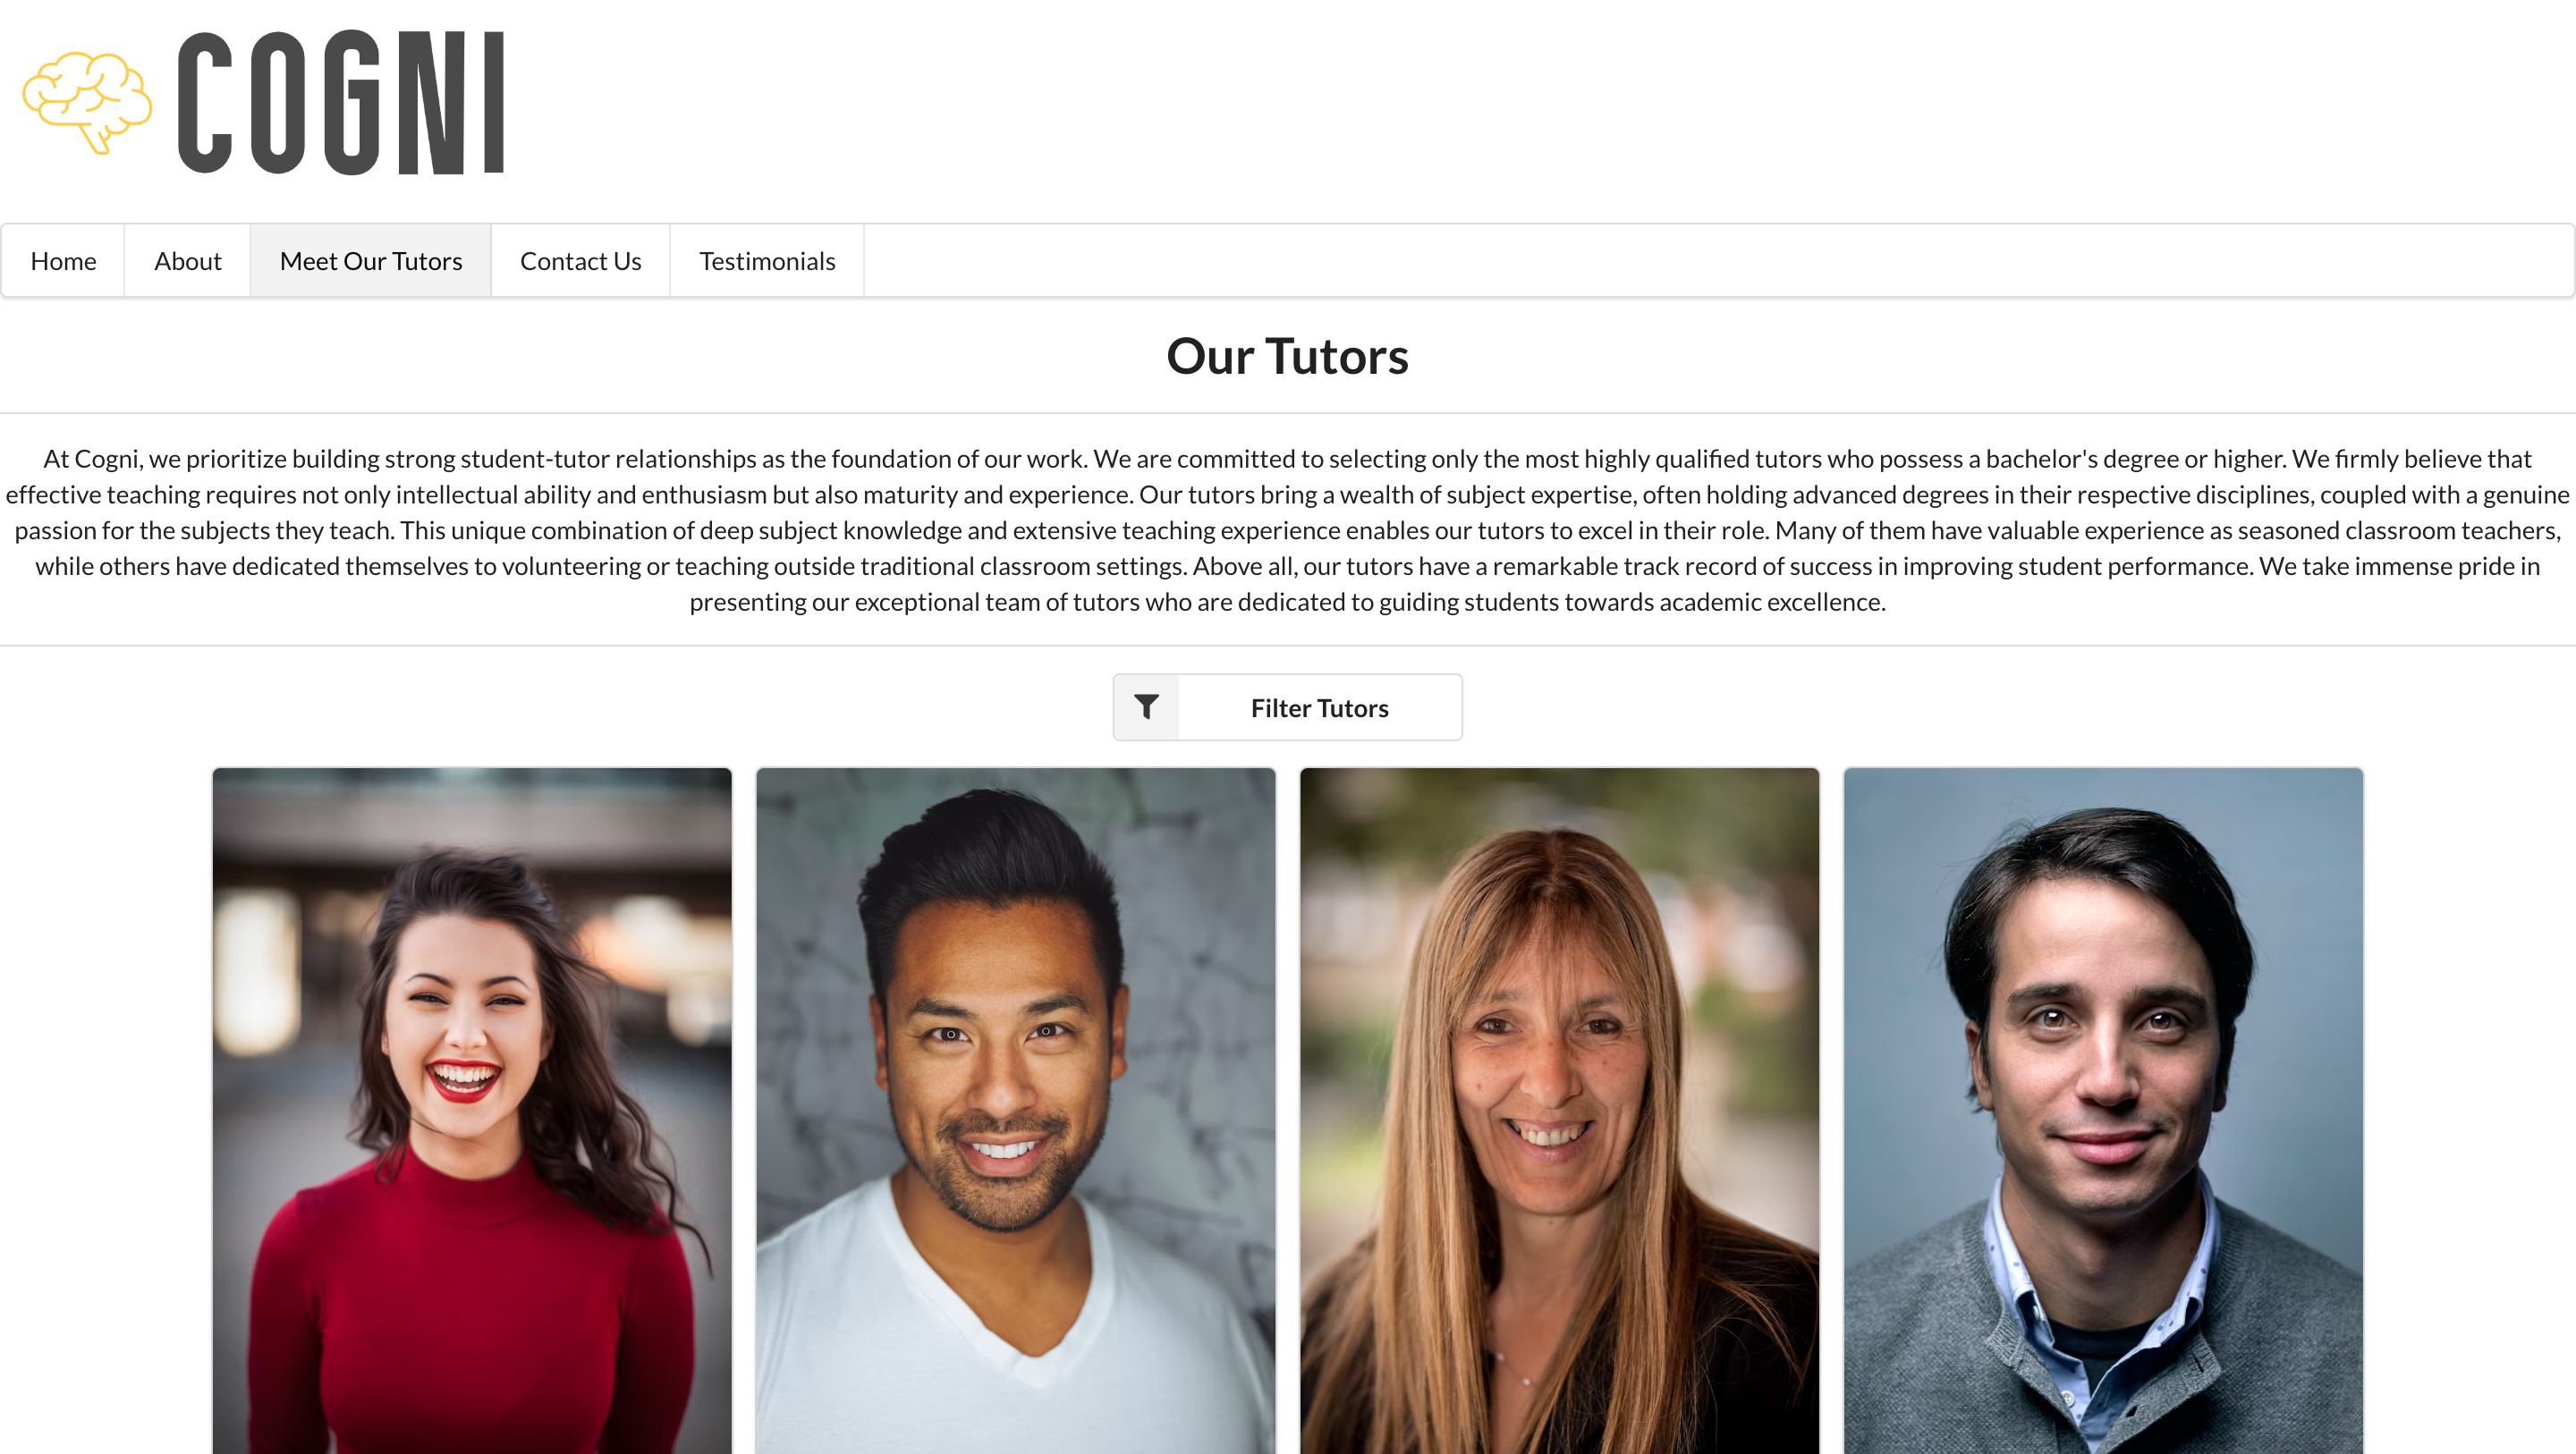 COGNI
Home About Meet Our Tutors Contact Us Testimonials
Our Tutors
At Cogni, we prioritize building strong student-tutor relationships as the foundation of our work. We are committed to selecting only the most highly qualified tutors who possess a bachelor's degree or higher. We firmly believe that
effective teaching requires not only intellectual ability and enthusiasm but also maturity and experience. Our tutors bring a wealth of subject expertise, often holding advanced degrees in their respective disciplines, coupled with a genuine
passion for the subjects they teach. This unique combination of deep subject knowledge and extensive teaching experience enables our tutors to excel in their role. Many of them have valuable experience as seasoned classroom teachers,
while others have dedicated themselves to volunteering or teaching outside traditional classroom settings. Above all, our tutors have a remarkable track record of success in improving student performance. We take immense pride in
presenting our exceptional team of tutors who are dedicated to guiding students towards academic excellence.
Filter Tutors